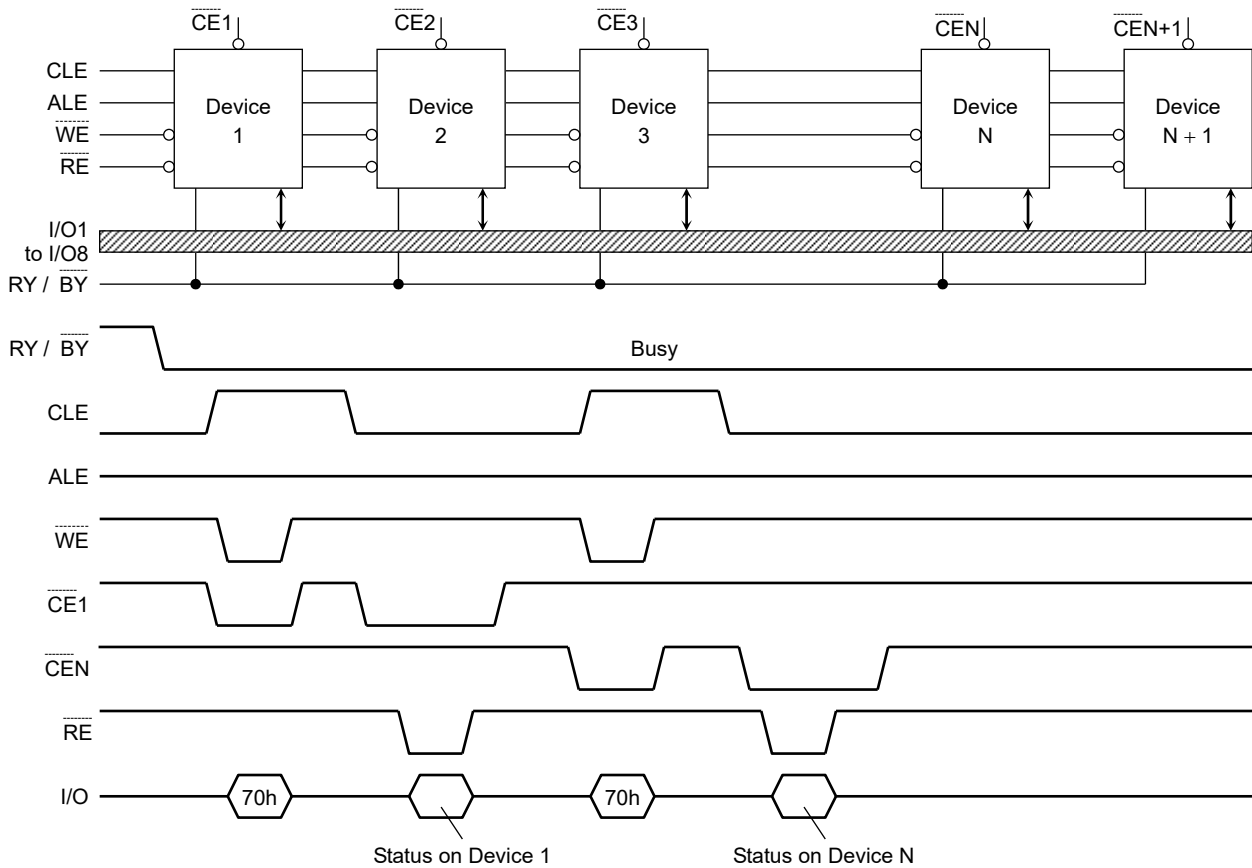 CE1 CE2 CE3 CEN CEN+1
CLE
ALE
WE
RE
Device 1
Device 2
Device 3
Device N
Device N + 1
I/O1 to I/O8
RY / BY
RY / BY
Busy
CLE
ALE
WE
CE1
CEN
RE
I/O
70h
70h
Status on Device 1
Status on Device N